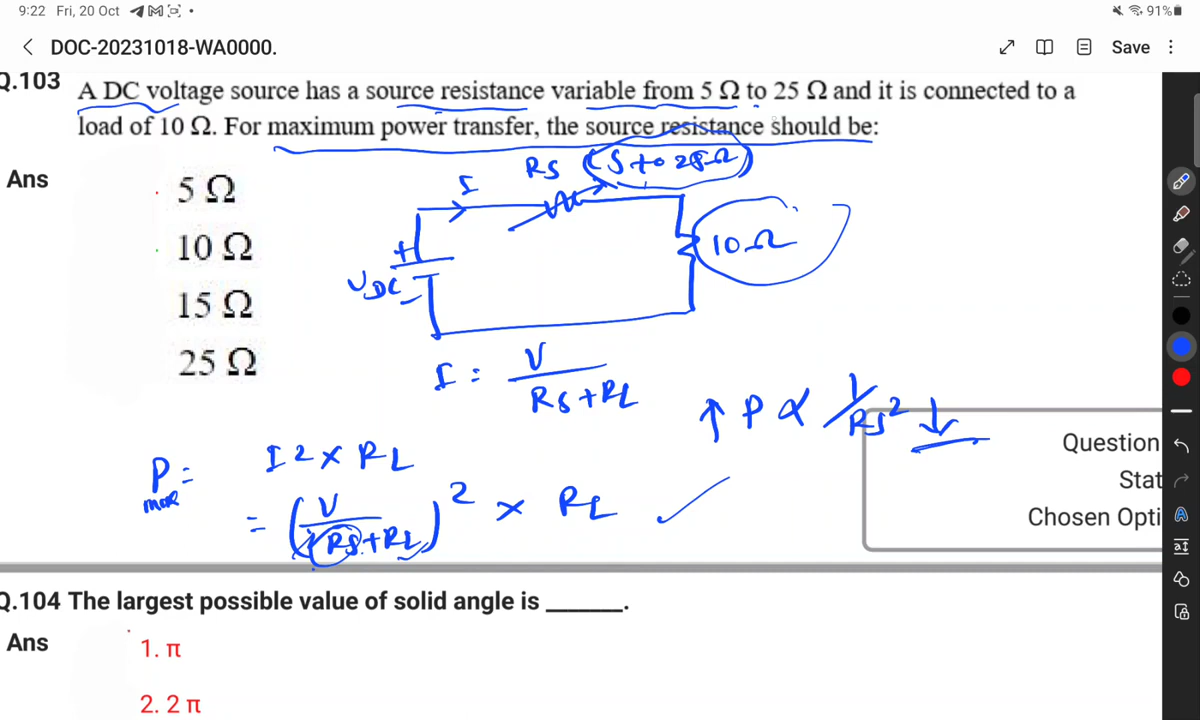 9:22 Fri, 20 Oct
91%
DOC-20231018-WA0000.
Save
Q.103 A DC voltage source has a source resistance variable from 5 Ω to 25 Ω and it is connected to a
load of 10 Ω. For maximum power transfer, the source resistance should be:
Ans
RS (5 to 25Ω)
I
5 Ω
10 Ω
10Ω
+
VDC
-
15 Ω
25 Ω
I = V / RS+RL
↑ P ∝ 1/RS² ↓
Question
Pmax = I2 × RL
Stat
= (V / RS+RL)² × RL
Chosen Opti
Q.104 The largest possible value of solid angle is ______.
Ans
1. π
2. 2 π